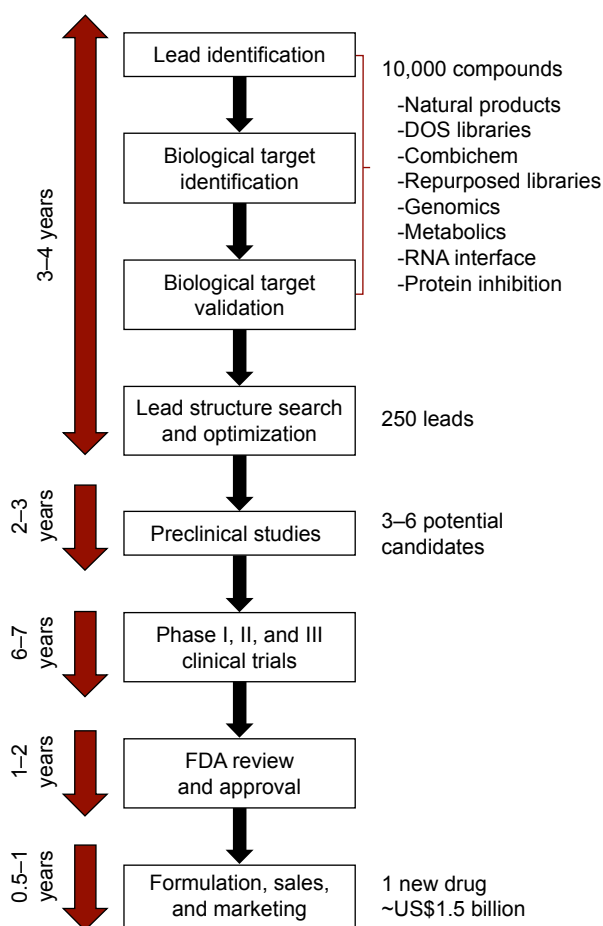 Lead identification
10,000 compounds
-Natural products
-DOS libraries
-Combichem
-Repurposed libraries
-Genomics
-Metabolics
-RNA interface
-Protein inhibition
Biological target
identification
Biological target
validation
3–4 years
Lead structure search
and optimization
250 leads
2–3
years
Preclinical studies
3–6 potential
candidates
6–7
years
Phase I, II, and III
clinical trials
1–2
years
FDA review
and approval
0.5–1
years
Formulation, sales,
and marketing
1 new drug
~US$1.5 billion